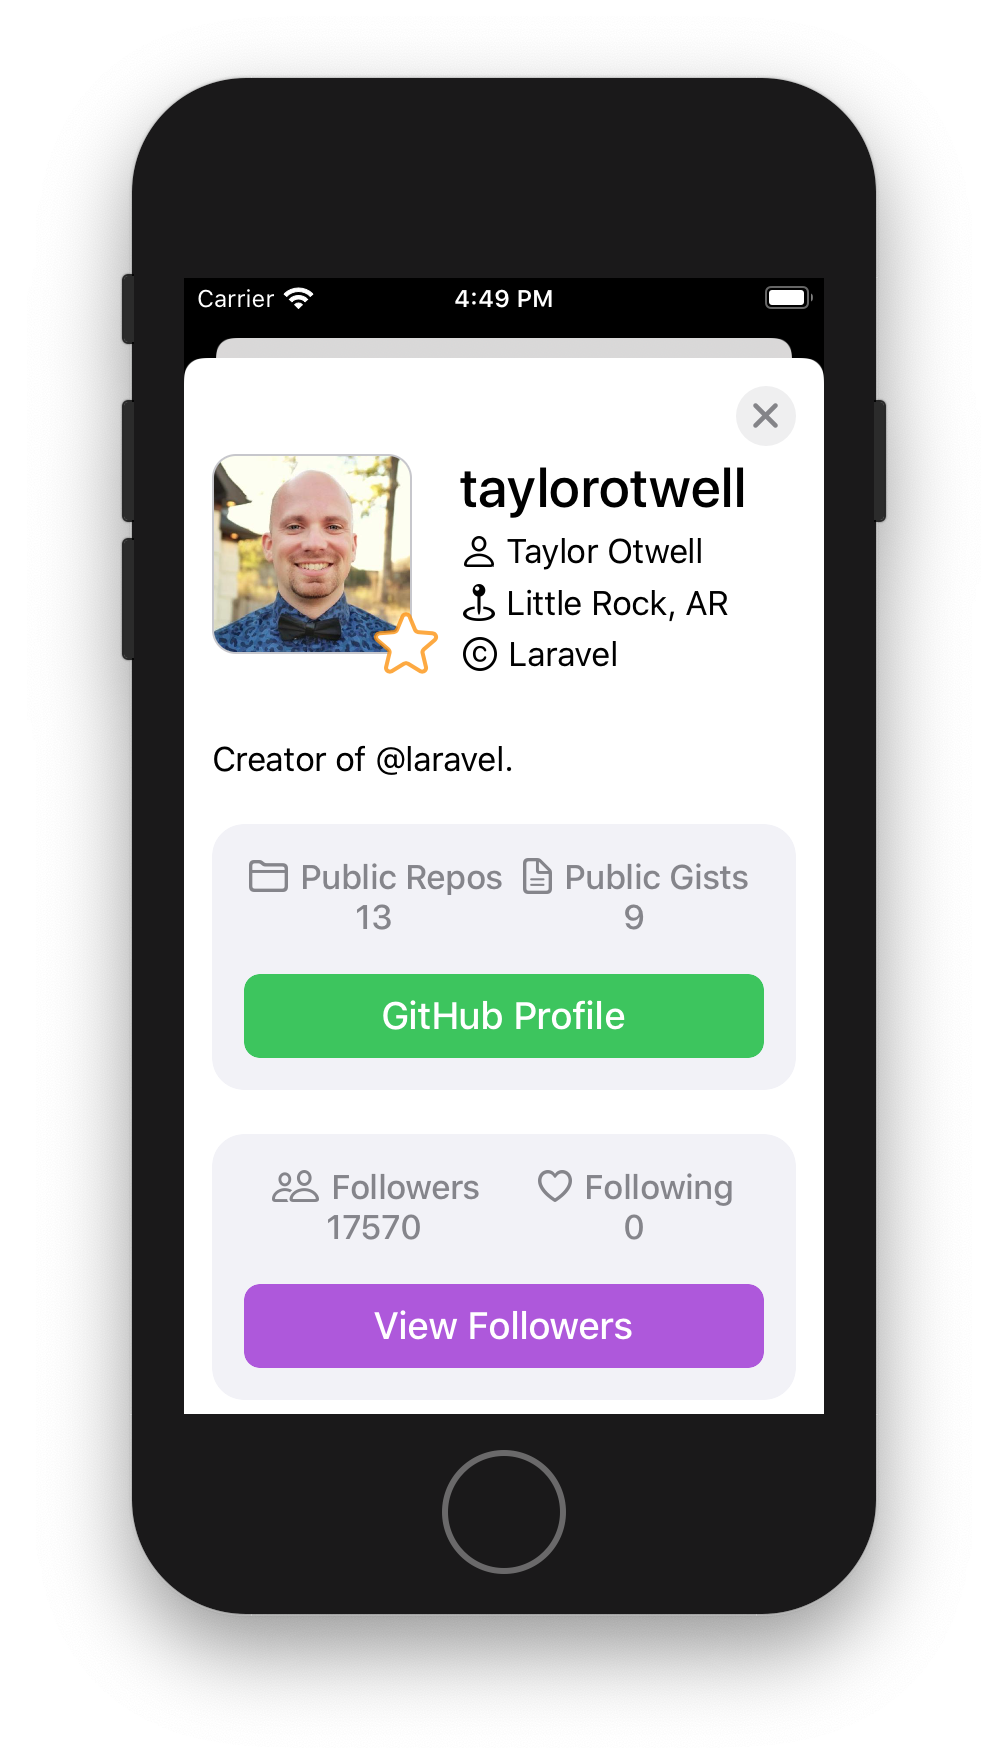 Carrier 4:49 PM
taylorotwell
Taylor Otwell
Little Rock, AR
© Laravel
Creator of @laravel.
Public Repos Public Gists
13 9
GitHub Profile
Followers Following
17570 0
View Followers